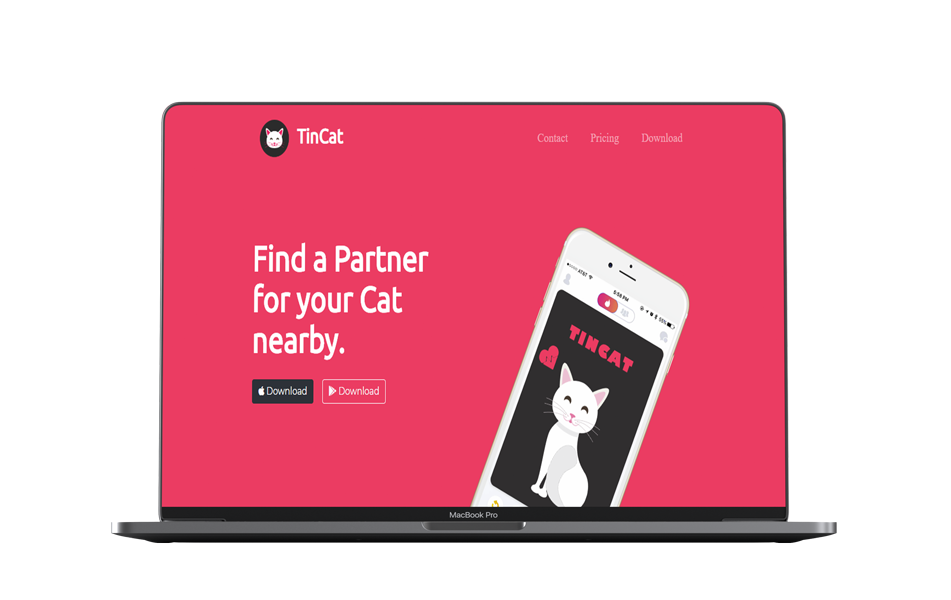 TinCat
Contact Pricing Download
Find a Partner
for your Cat
nearby.
Download Download
AT&T
5:58 PM
55%
TINCAT
MacBook Pro